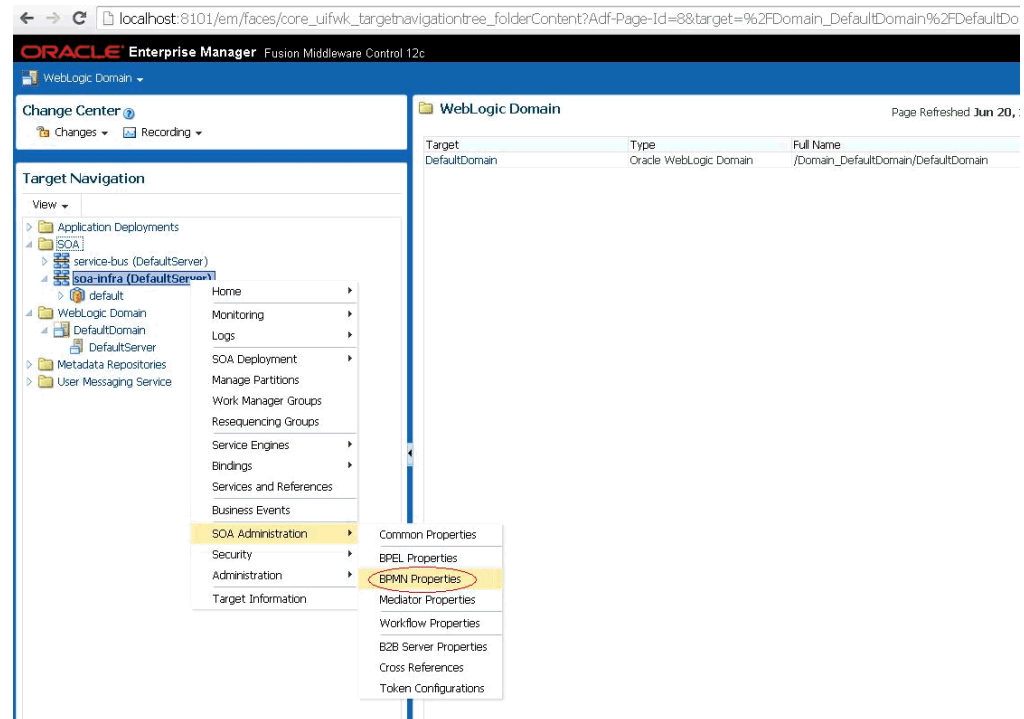 localhost:8101/em/faces/core_uifwk_targetnavigationtree_folderContent?Adf-Page-Id=8&target=%2FDomain_DefaultDomain%2FDefaultDo
ORACLE Enterprise Manager Fusion Middleware Control 12c
WebLogic Domain
Change Center
Changes Recording
Target Navigation
View
Application Deployments
SOA
service-bus (DefaultServer)
soa-infra (DefaultServer)
default
WebLogic Domain
DefaultDomain
DefaultServer
Metadata Repositories
User Messaging Service
Home
Monitoring
Logs
SOA Deployment
Manage Partitions
Work Manager Groups
Resequencing Groups
Service Engines
Bindings
Services and References
Business Events
SOA Administration
Security
Administration
Target Information
Common Properties
BPEL Properties
BPMN Properties
Mediator Properties
Workflow Properties
B2B Server Properties
Cross References
Token Configurations
WebLogic Domain Page Refreshed Jun 20,
Target Type Full Name
DefaultDomain Oracle WebLogic Domain /Domain_DefaultDomain/DefaultDomain